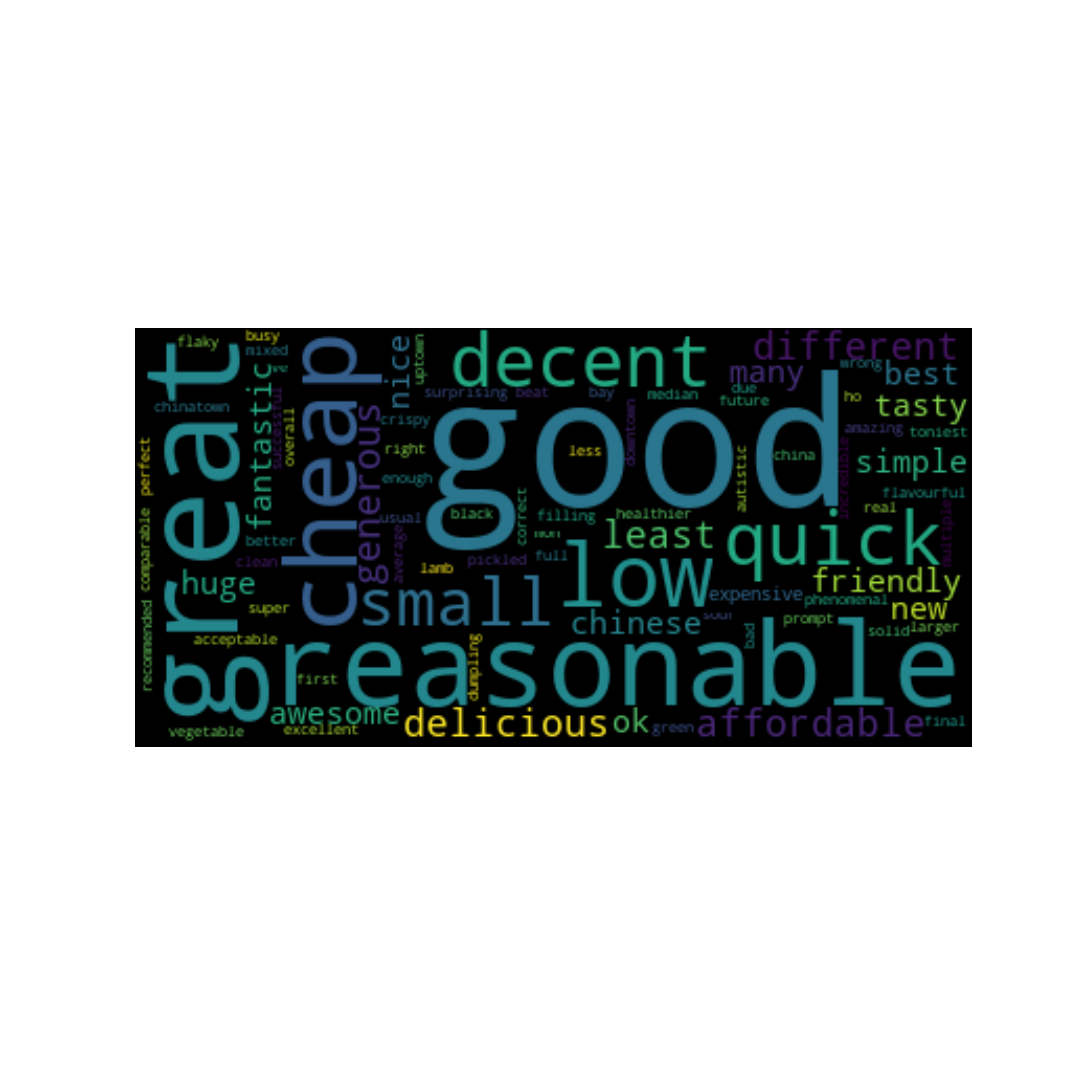 flaky
busy
mixed
chinatown
great
fantastic
successful
overall
cheap
nice
uptown
generous
crispy
right
enough
usual
average
decent
surprising
beat
bay
median
different
many
due
future
wrong
best
ho
tasty
amazing
toniest
good
less
downtown
china
autistic
incredible
simple
flavourful
real
multiple
perfect
comparable
recommended
better
clean
huge
super
acceptable
black
correct
filling
healthier
full
pickled
lamb
least
quick
low
small
expensive
friendly
phenomenal
new
chinese
sour
bad
prompt
solid
larger
reasonable
first
dumpling
awesome
vegetable
excellent
delicious
ok
green
affordable
final